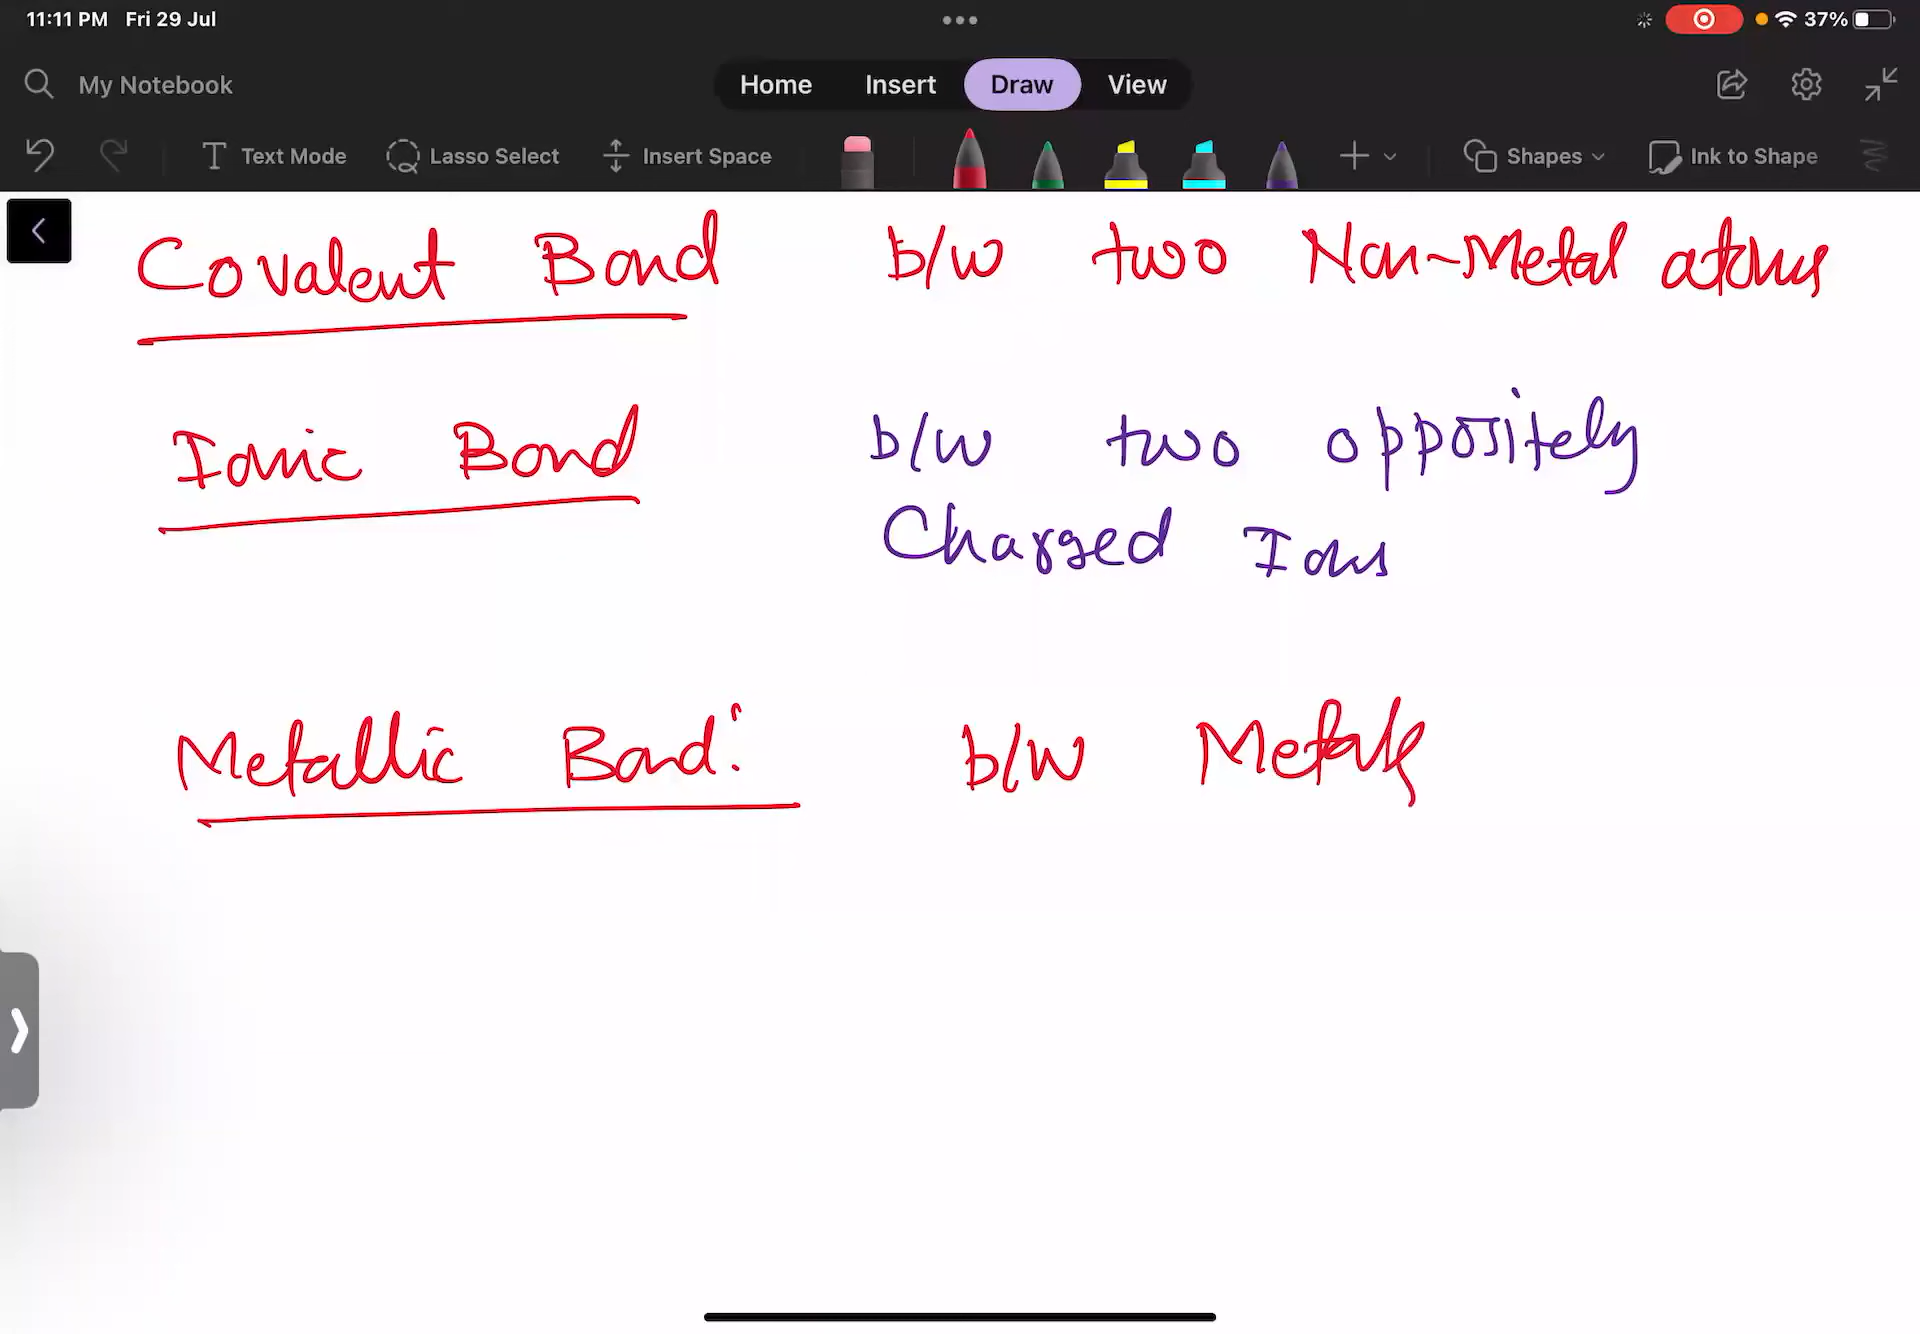 11:11 PM Fri 29 Jul
37%
My Notebook
Home Insert Draw View
Text Mode Lasso Select Insert Space Shapes Ink to Shape
Covalent Bond b/w two Non-Metal atoms
Ionic Bond b/w two oppositely
Charged Ions
Metallic Bond: b/w Metals